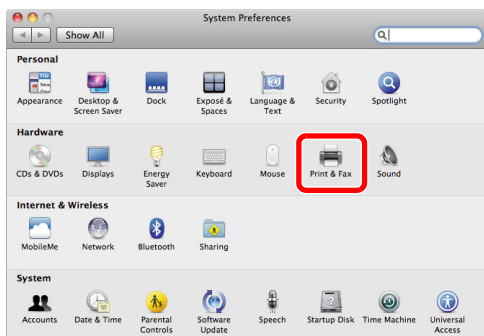 System Preferences
Show All
Personal
Appearance
Desktop &
Screen Saver
Dock
Exposé &
Spaces
Language &
Text
Security
Spotlight
Hardware
CDs & DVDs
Displays
Energy
Saver
Keyboard
Mouse
Print & Fax
Sound
Internet & Wireless
MobileMe
Network
Bluetooth
Sharing
System
Accounts
Date & Time
Parental
Controls
Software
Update
Speech
Startup Disk
Time Machine
Universal
Access